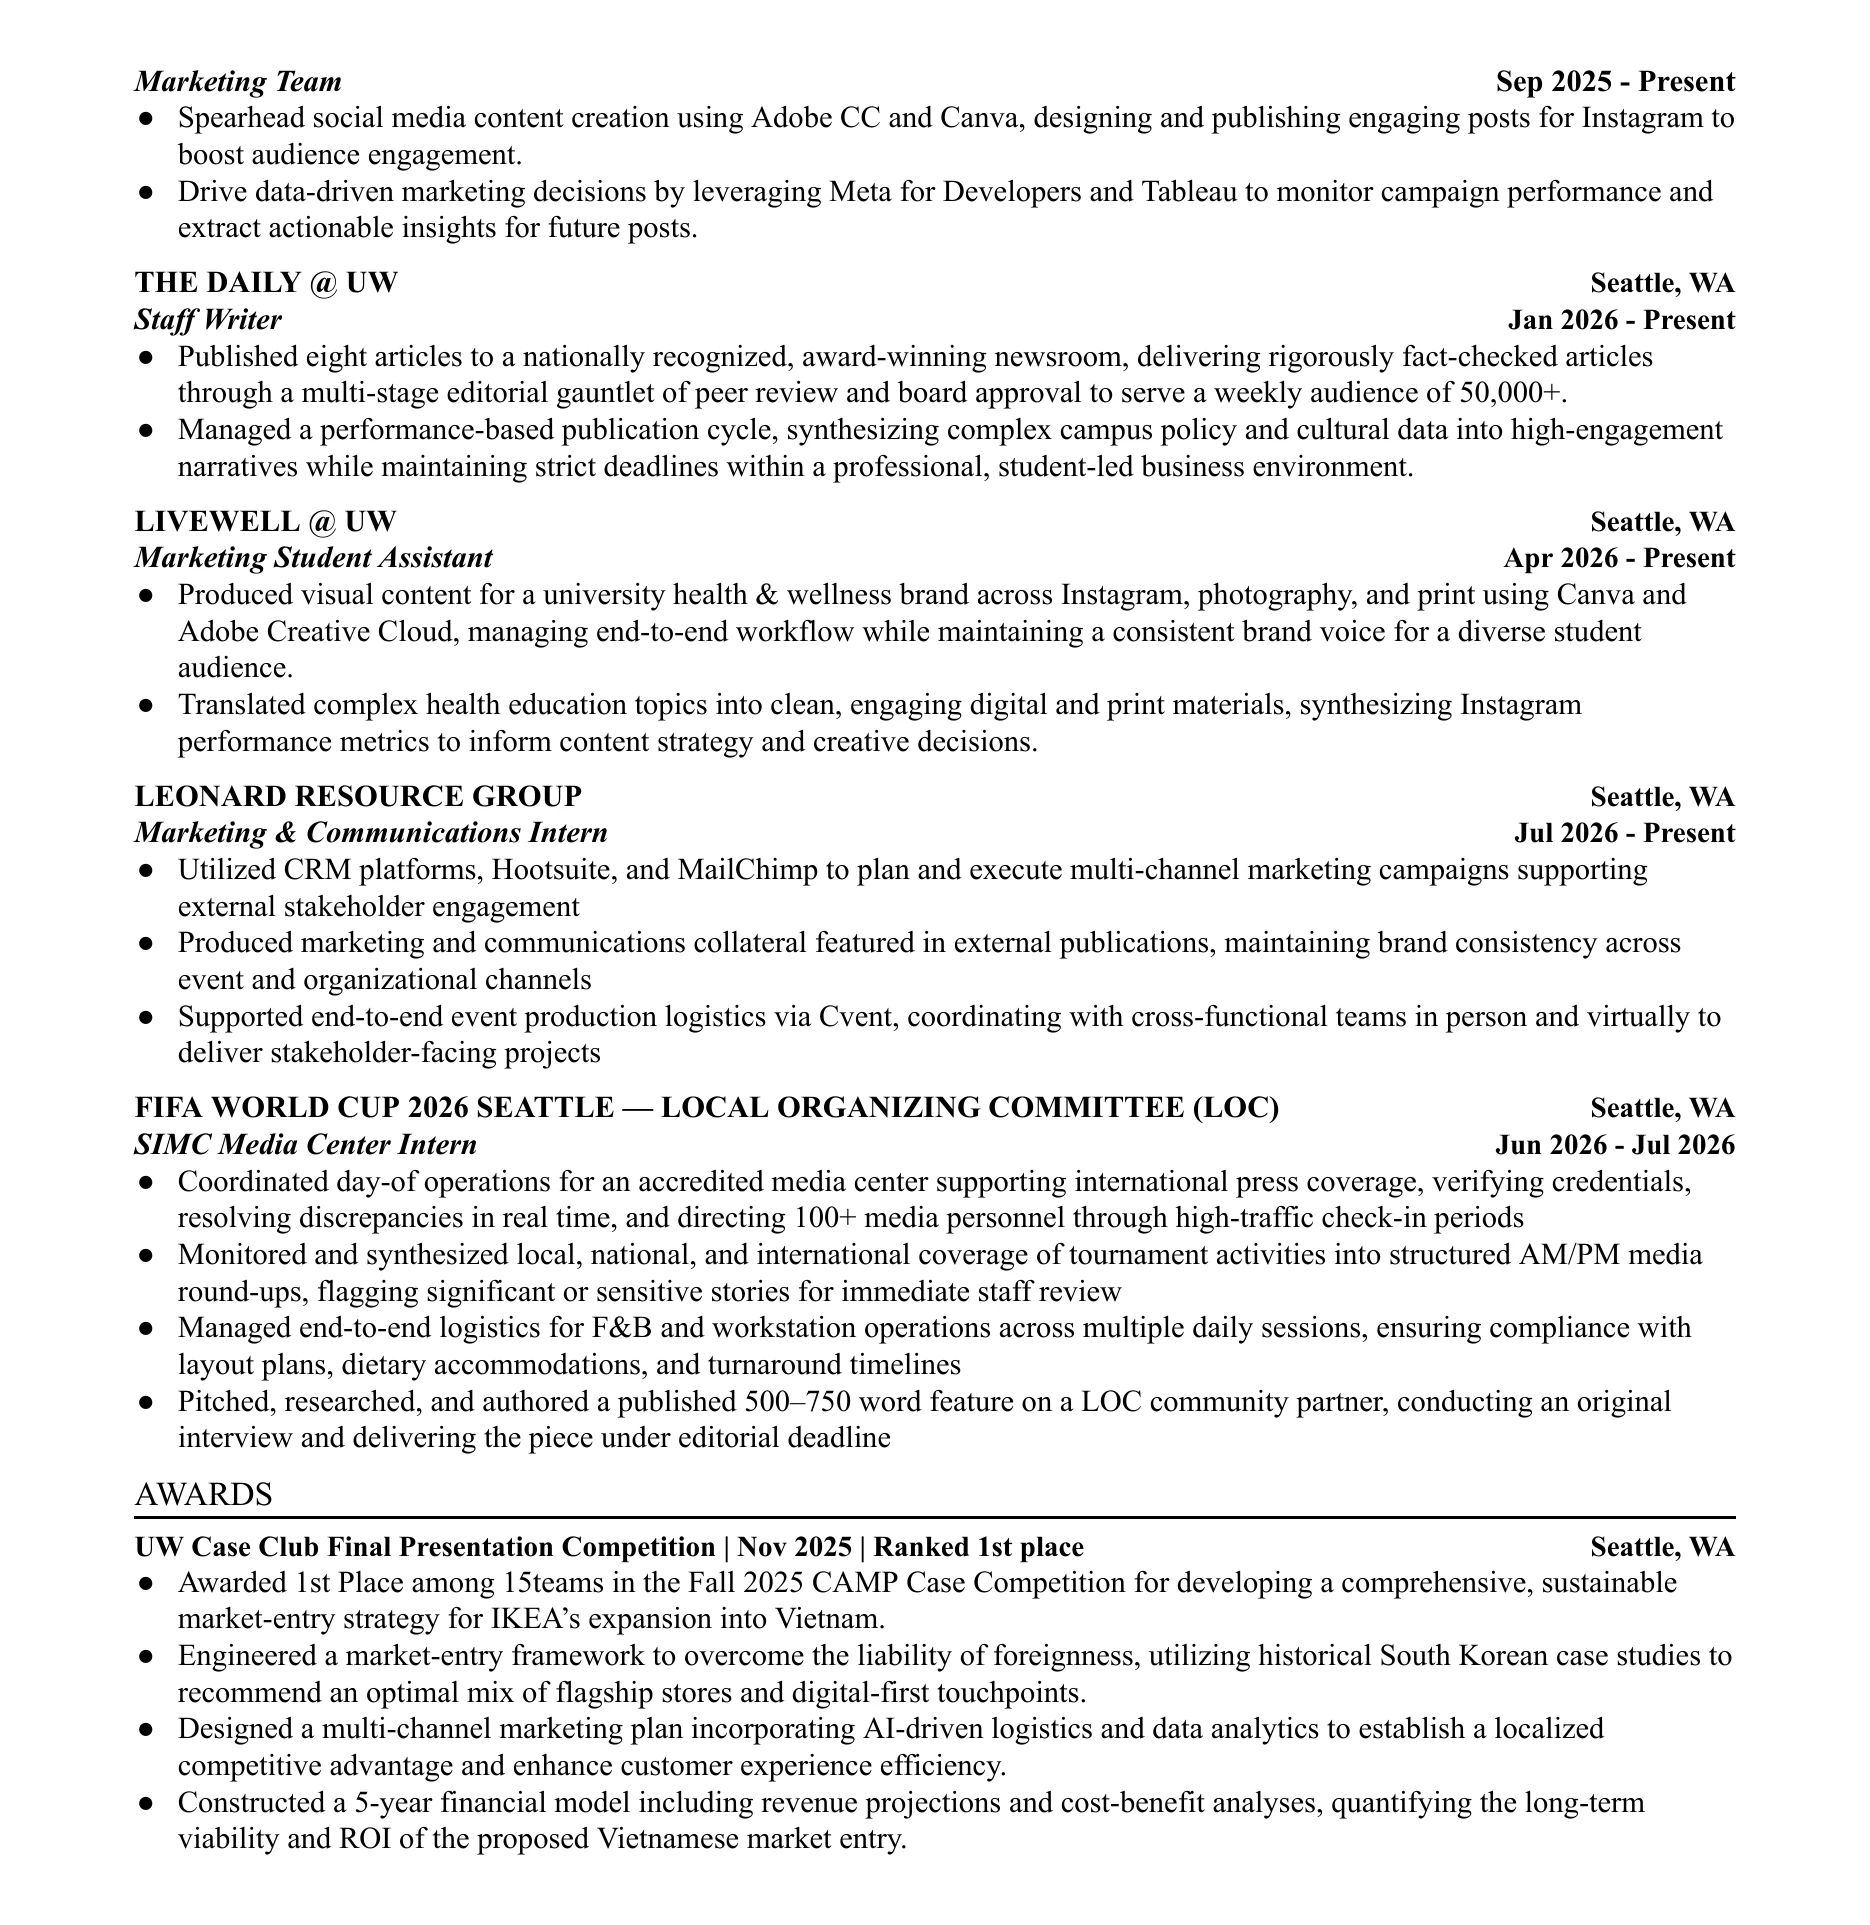 Marketing Team Sep 2025 - Present
● Spearhead social media content creation using Adobe CC and Canva, designing and publishing engaging posts for Instagram to
boost audience engagement.
● Drive data-driven marketing decisions by leveraging Meta for Developers and Tableau to monitor campaign performance and
extract actionable insights for future posts.
THE DAILY @ UW Seattle, WA
Staff Writer Jan 2026 - Present
● Published eight articles to a nationally recognized, award-winning newsroom, delivering rigorously fact-checked articles
through a multi-stage editorial gauntlet of peer review and board approval to serve a weekly audience of 50,000+.
● Managed a performance-based publication cycle, synthesizing complex campus policy and cultural data into high-engagement
narratives while maintaining strict deadlines within a professional, student-led business environment.
LIVEWELL @ UW Seattle, WA
Marketing Student Assistant Apr 2026 - Present
● Produced visual content for a university health & wellness brand across Instagram, photography, and print using Canva and
Adobe Creative Cloud, managing end-to-end workflow while maintaining a consistent brand voice for a diverse student
audience.
● Translated complex health education topics into clean, engaging digital and print materials, synthesizing Instagram
performance metrics to inform content strategy and creative decisions.
LEONARD RESOURCE GROUP Seattle, WA
Marketing & Communications Intern Jul 2026 - Present
● Utilized CRM platforms, Hootsuite, and MailChimp to plan and execute multi-channel marketing campaigns supporting
external stakeholder engagement
● Produced marketing and communications collateral featured in external publications, maintaining brand consistency across
event and organizational channels
● Supported end-to-end event production logistics via Cvent, coordinating with cross-functional teams in person and virtually to
deliver stakeholder-facing projects
FIFA WORLD CUP 2026 SEATTLE — LOCAL ORGANIZING COMMITTEE (LOC) Seattle, WA
SIMC Media Center Intern Jun 2026 - Jul 2026
● Coordinated day-of operations for an accredited media center supporting international press coverage, verifying credentials,
resolving discrepancies in real time, and directing 100+ media personnel through high-traffic check-in periods
● Monitored and synthesized local, national, and international coverage of tournament activities into structured AM/PM media
round-ups, flagging significant or sensitive stories for immediate staff review
● Managed end-to-end logistics for F&B and workstation operations across multiple daily sessions, ensuring compliance with
layout plans, dietary accommodations, and turnaround timelines
● Pitched, researched, and authored a published 500–750 word feature on a LOC community partner, conducting an original
interview and delivering the piece under editorial deadline
AWARDS
UW Case Club Final Presentation Competition | Nov 2025 | Ranked 1st place Seattle, WA
● Awarded 1st Place among 15teams in the Fall 2025 CAMP Case Competition for developing a comprehensive, sustainable
market-entry strategy for IKEA’s expansion into Vietnam.
● Engineered a market-entry framework to overcome the liability of foreignness, utilizing historical South Korean case studies to
recommend an optimal mix of flagship stores and digital-first touchpoints.
● Designed a multi-channel marketing plan incorporating AI-driven logistics and data analytics to establish a localized
competitive advantage and enhance customer experience efficiency.
● Constructed a 5-year financial model including revenue projections and cost-benefit analyses, quantifying the long-term
viability and ROI of the proposed Vietnamese market entry.